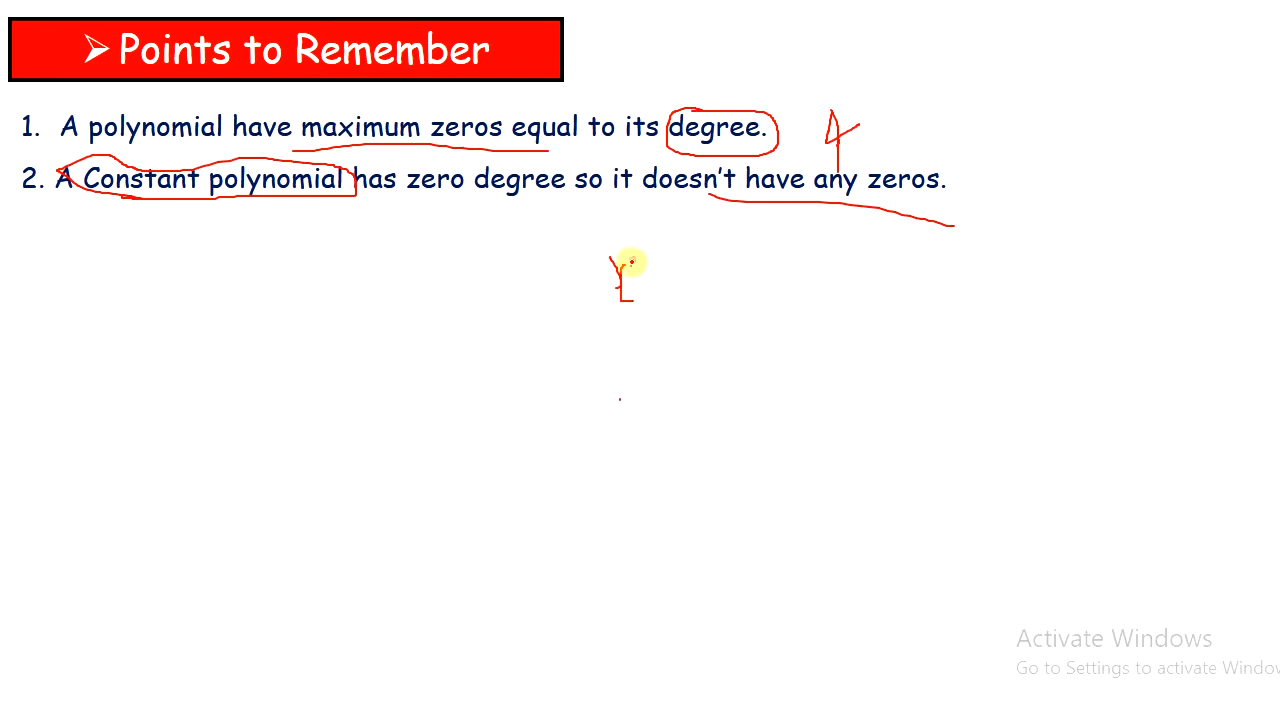 ➢ Points to Remember
1. A polynomial have maximum zeros equal to its degree.
4
2. A Constant polynomial has zero degree so it doesn't have any zeros.
Activate Windows
Go to Settings to activate Windo